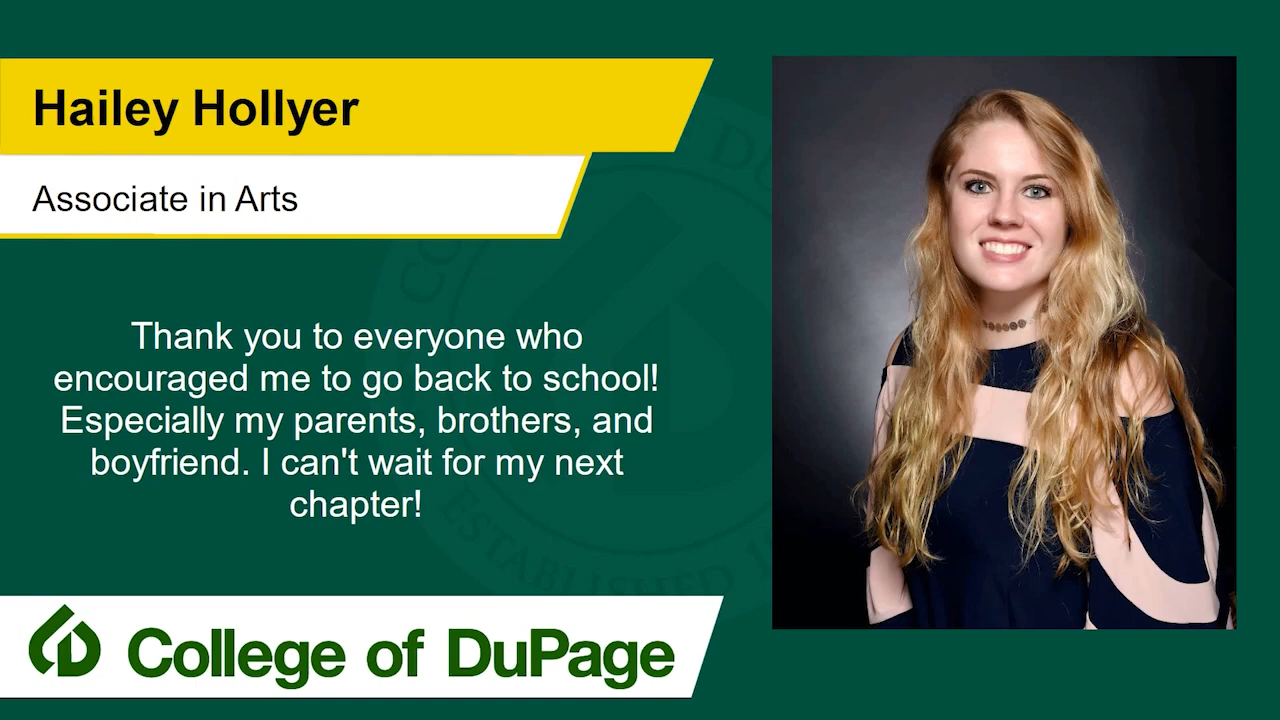 Hailey Hollyer
Associate in Arts
Thank you to everyone who
encouraged me to go back to school!
Especially my parents, brothers, and
boyfriend. I can't wait for my next
chapter!
ESTABLISHED
College of DuPage